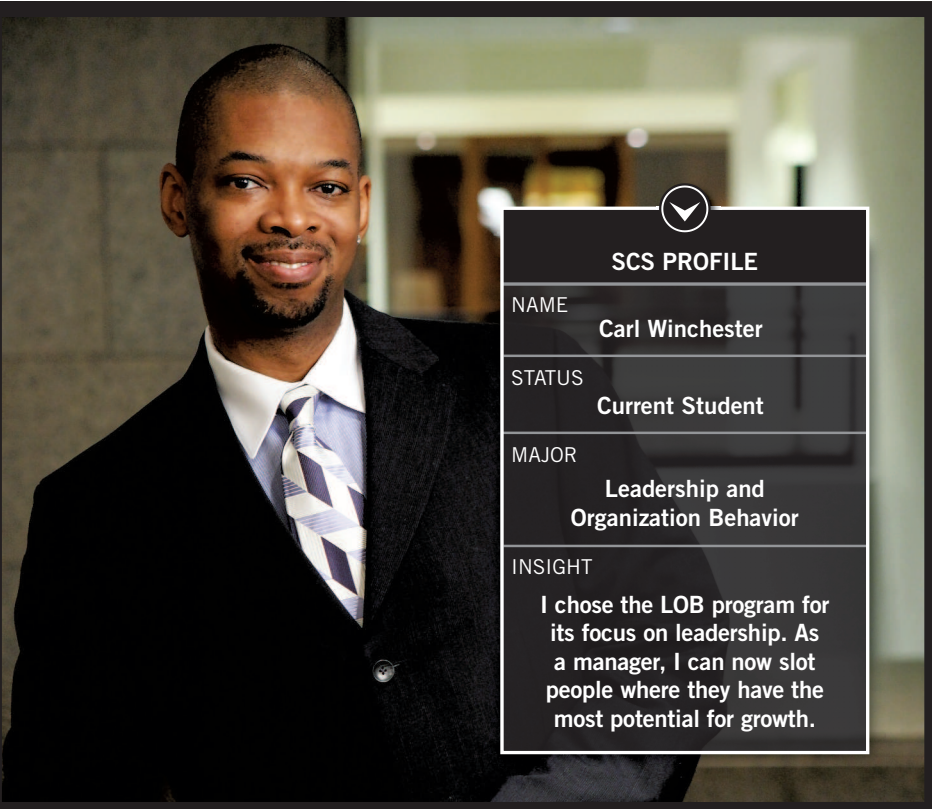 SCS PROFILE
NAME
Carl Winchester
STATUS
Current Student
MAJOR
Leadership and
Organization Behavior
INSIGHT
I chose the LOB program for
its focus on leadership. As
a manager, I can now slot
people where they have the
most potential for growth.